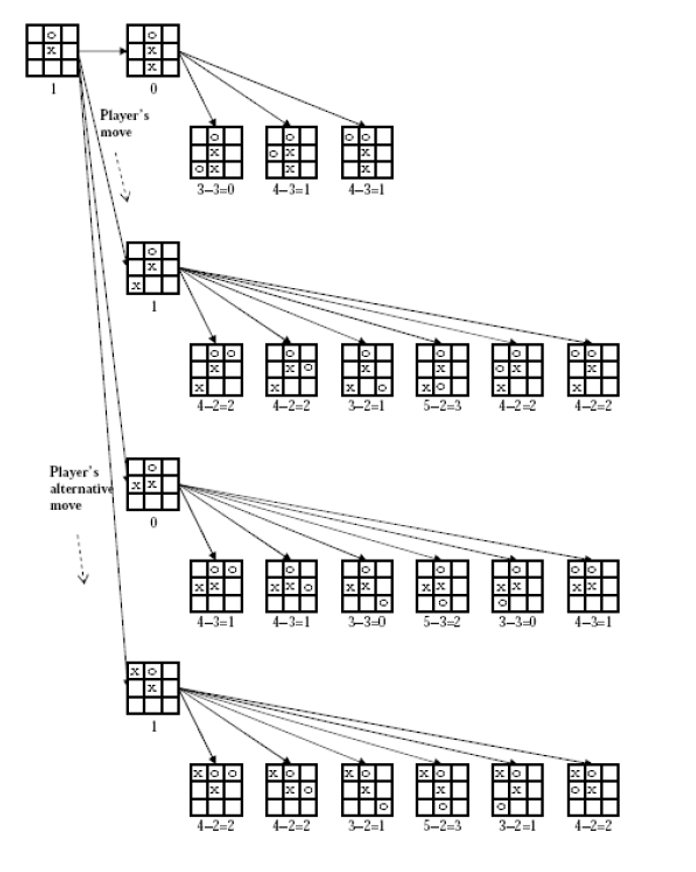 o o
x x
x
1 0
Player's
move
o o o o
x o x x
o x x x
3–3=0 4–3=1 4–3=1
o
x
x
1
o o o o o o o o
x x o x x o x x
x x x o x o x x
4–2=2 4–2=2 3–2=1 5–2=3 4–2=2 4–2=2
Player's
alternative
move
o
x x
0
o o o o o o o o
x x x x o x x x x x x x x
o o o
4–3=1 4–3=1 3–3=0 5–3=2 3–3=0 4–3=1
x o
x
1
x o o x o x o x o x o x o
x x o x x x o x
o o o
4–2=2 4–2=2 3–2=1 5–2=3 3–2=1 4–2=2